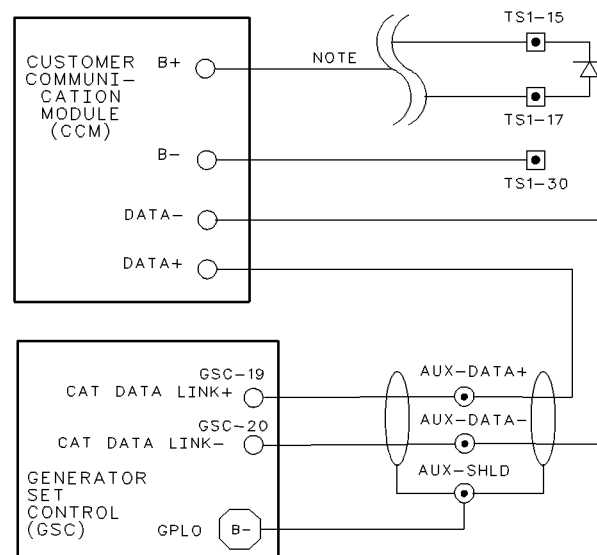 TS1-15
CUSTOMER B+
COMMUNI-
CATION
MODULE
(CCM)
NOTE
TS1-17
B-
TS1-30
DATA-
DATA+
GSC-19
CAT DATA LINK+
AUX-DATA+
GSC-20
CAT DATA LINK-
AUX-DATA-
GENERATOR
SET
CONTROL
(GSC)
AUX-SHLD
GPLO B-